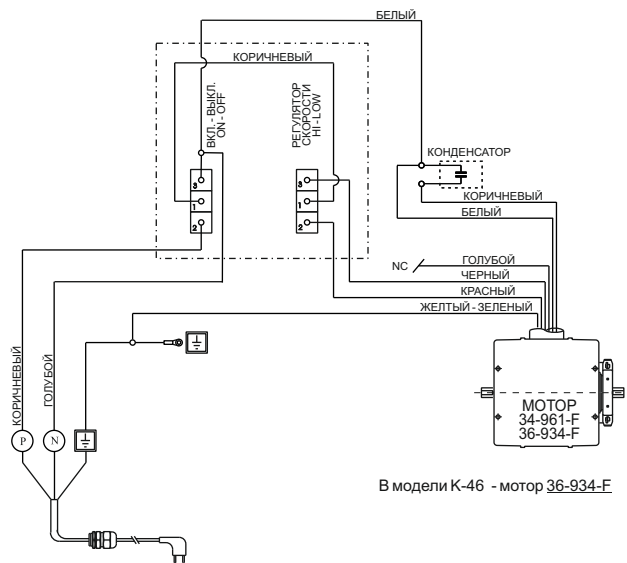 БЕЛЫЙ
КОРИЧНЕВЫЙ
ВКЛ. - ВЫКЛ.
ON - OFF
РЕГУЛЯТОР
СКОРОСТИ
HI - LOW
КОНДЕНСАТОР
3
1
2
3
1
2
КОРИЧНЕВЫЙ
БЕЛЫЙ
NC
ГОЛУБОЙ
ЧЕРНЫЙ
КРАСНЫЙ
ЖЕЛТЫЙ - ЗЕЛЕНЫЙ
КОРИЧНЕВЫЙ
ГОЛУБОЙ
P
N
МОТОР
34-961-F
36-934-F
В модели K-46 - мотор 36-934-F